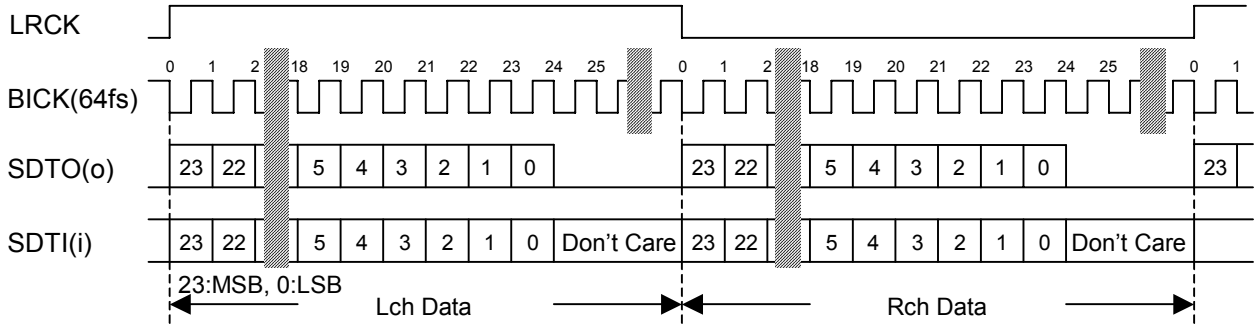 LRCK
0 1 2 18 19 20 21 22 23 24 25 0 1 2 18 19 20 21 22 23 24 25 0 1
BICK(64fs)
SDTO(o) 23 22 5 4 3 2 1 0 23 22 5 4 3 2 1 0 23
SDTI(i) 23 22 5 4 3 2 1 0 Don't Care 23 22 5 4 3 2 1 0 Don't Care
23:MSB, 0:LSB
Lch Data Rch Data